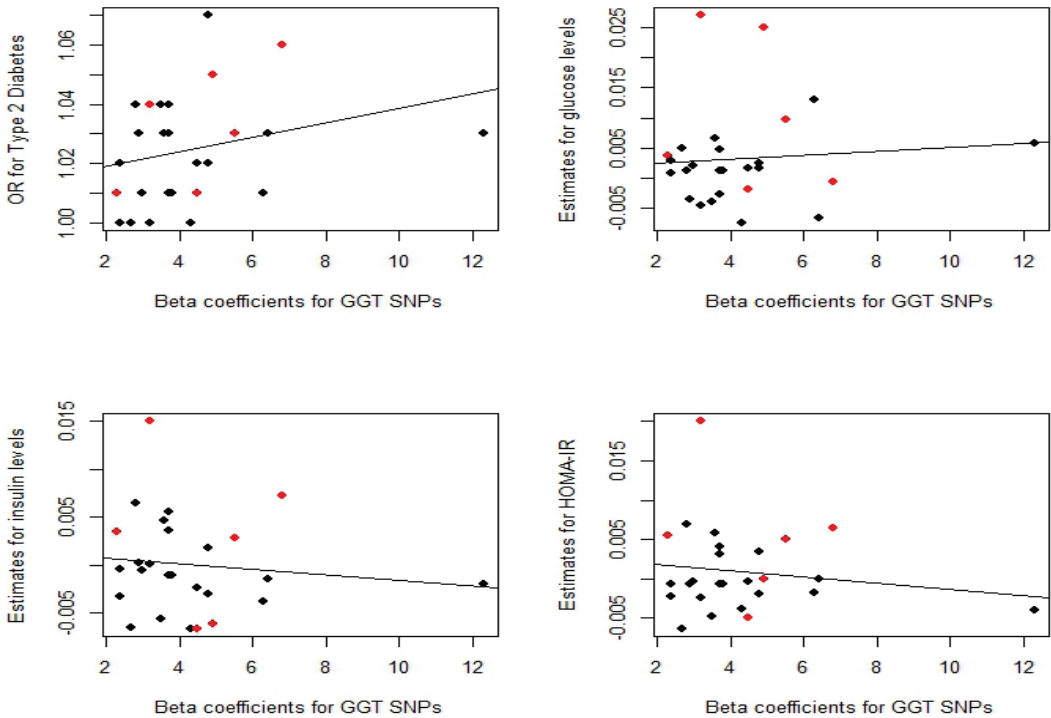 OR for Type 2 Diabetes
1.00 1.02 1.04 1.06
2 4 6 8 10 12
Beta coefficients for GGT SNPs
Estimates for glucose levels
-0.005 0.005 0.015 0.025
2 4 6 8 10 12
Beta coefficients for GGT SNPs
Estimates for insulin levels
-0.005 0.005 0.015
2 4 6 8 10 12
Beta coefficients for GGT SNPs
Estimates for HOMA-IR
-0.005 0.005 0.015
2 4 6 8 10 12
Beta coefficients for GGT SNPs